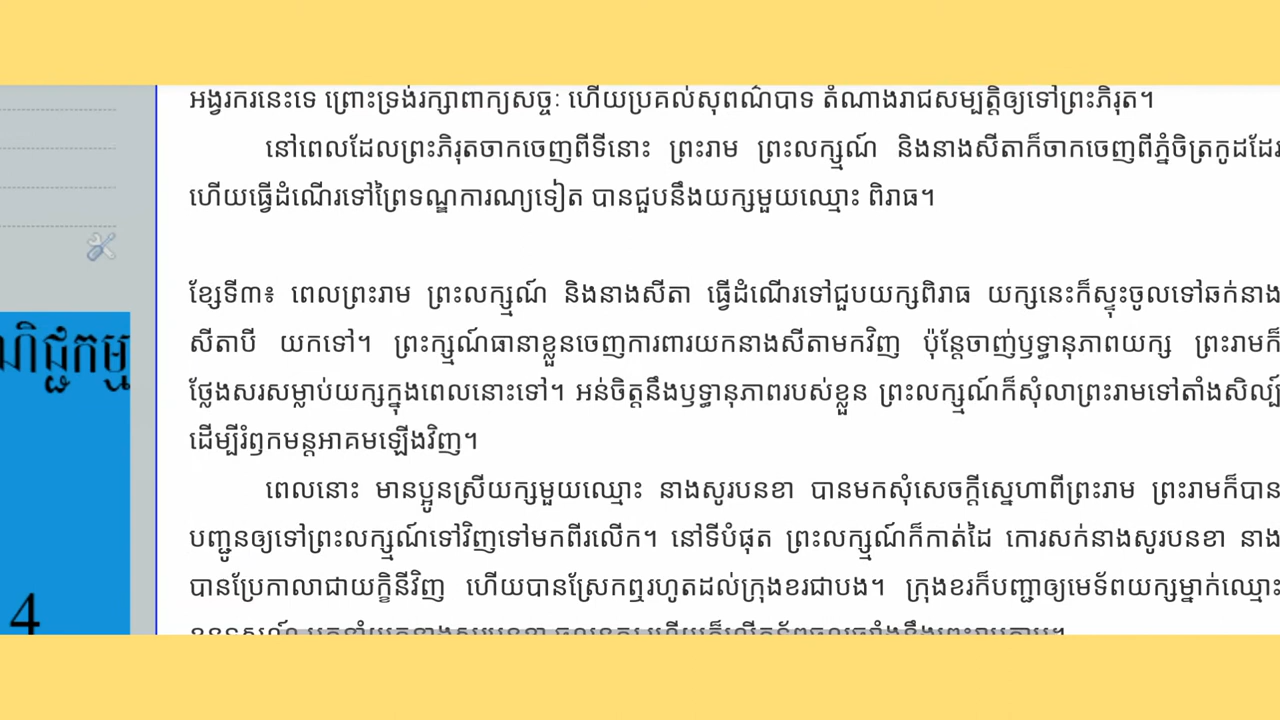 អង្វរករនេះទេ ព្រោះទ្រង់រក្សាពាក្យសច្ចៈ ហើយប្រគល់សុពណ៌បាទ តំណាងរាជសម្បត្តិឲ្យទៅព្រះភិរុត។
នៅពេលដែលព្រះភិរុតចាកចេញពីទីនោះ ព្រះរាម ព្រះលក្សណ៍ និងនាងសីតាក៏ចាកចេញពីភ្នំចិត្រកូដដែរ
ហើយធ្វើដំណើរទៅព្រៃទណ្ឌការណ្យទៀត បានជួបនឹងយក្សមួយឈ្មោះ ពិរាធ។
ខ្សែទី៣៖ ពេលព្រះរាម ព្រះលក្ស្មណ៍ និងនាងសីតា ធ្វើដំណើរទៅជួបយក្សពិរាធ យក្សនេះក៏ស្ទុះចូលទៅឆក់នាង
សីតាបី យកទៅ។ ព្រះក្ស្មណ៍ធានាខ្លួនចេញការពារយកនាងសីតាមកវិញ ប៉ុន្តែចាញ់ឫទ្ធានុភាពយក្ស ព្រះរាមក៏
ថ្លែងសរសម្លាប់យក្សក្នុងពេលនោះទៅ។ អន់ចិត្តនឹងឫទ្ធានុភាពរបស់ខ្លួន ព្រះលក្ស្មណ៍ក៏សុំលាព្រះរាមទៅតាំងសិល្ប៍
ដើម្បីរំឭកមន្តអាគមឡើងវិញ។
ពេលនោះ មានប្អូនស្រីយក្សមួយឈ្មោះ នាងសូរបនខា បានមកសុំសេចក្តីស្នេហាពីព្រះរាម ព្រះរាមក៏បាន
បញ្ជូនឲ្យទៅព្រះលក្ស្មណ៍ទៅវិញទៅមកពីរលើក។ នៅទីបំផុត ព្រះលក្ស្មណ៍ក៏កាត់ដៃ កោរសក់នាងសូរបនខា នាង
បានប្រែកាលាជាយក្ខិនីវិញ ហើយបានស្រែកឮរហូតដល់ក្រុងខរជាបង។ ក្រុងខរក៏បញ្ជាឲ្យមេទ័ពយក្សម្នាក់ឈ្មោះ
ណិជ្ជកម្ម
4